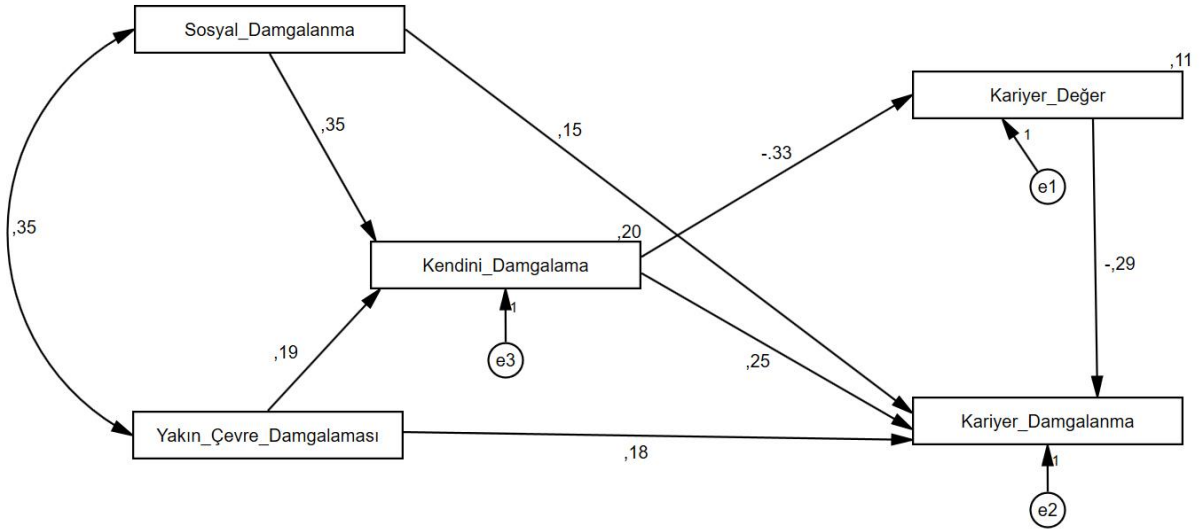 Sosyal_Damgalanma
,11
Kariyer_Değer
,35
,15
1
-.33
e1
,35
,20
Kendini_Damgalama
-,29
1
,19
e3
,25
Kariyer_Damgalanma
Yakın_Çevre_Damgalaması
,18
1
e2